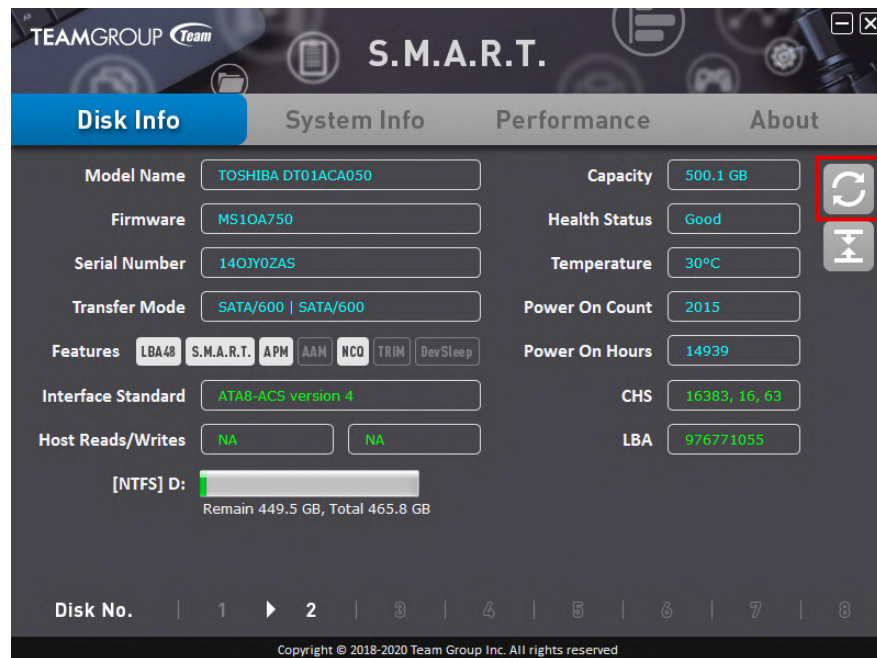 TEAMGROUP Team
S.M.A.R.T.
Disk Info System Info Performance About
Model Name TOSHIBA DT01ACA050 Capacity 500.1 GB
Firmware MS1OA750 Health Status Good
Serial Number 14OJY0ZAS Temperature 30°C
Transfer Mode SATA/600 | SATA/600 Power On Count 2015
Features LBA48 S.M.A.R.T. APM AAM NCQ TRIM DevSleep Power On Hours 14939
Interface Standard ATA8-ACS version 4 CHS 16383, 16, 63
Host Reads/Writes NA NA LBA 976771055
[NTFS] D:
Remain 449.5 GB, Total 465.8 GB
Disk No. | 1 2 | 3 | 4 | 5 | 6 | 7 | 8
Copyright © 2018-2020 Team Group Inc. All rights reserved